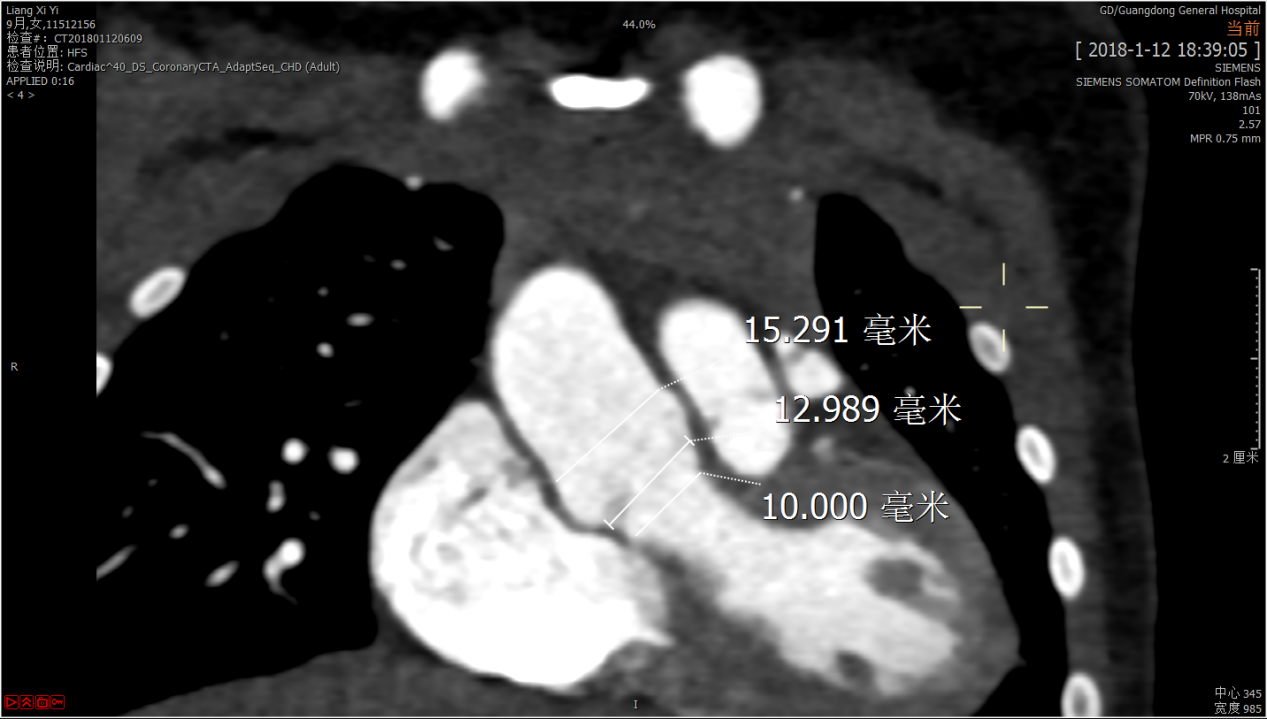 Liang Xi Yi
9月,女,11512156
检查#: CT201801120609
患者位置: HFS
检查说明: Cardiac^40_DS_CoronaryCTA_AdaptSeq_CHD (Adult)
APPLIED 0:16
< 4 >
44.0%
GD/Guangdong General Hospital
当前
[ 2018-1-12 18:39:05 ]
SIEMENS
SIEMENS SOMATOM Definition Flash
70kV, 138mAs
101
2.57
MPR 0.75 mm
R
15.291 毫米
12.989 毫米
10.000 毫米
2 厘米
I
中心 345
宽度 985